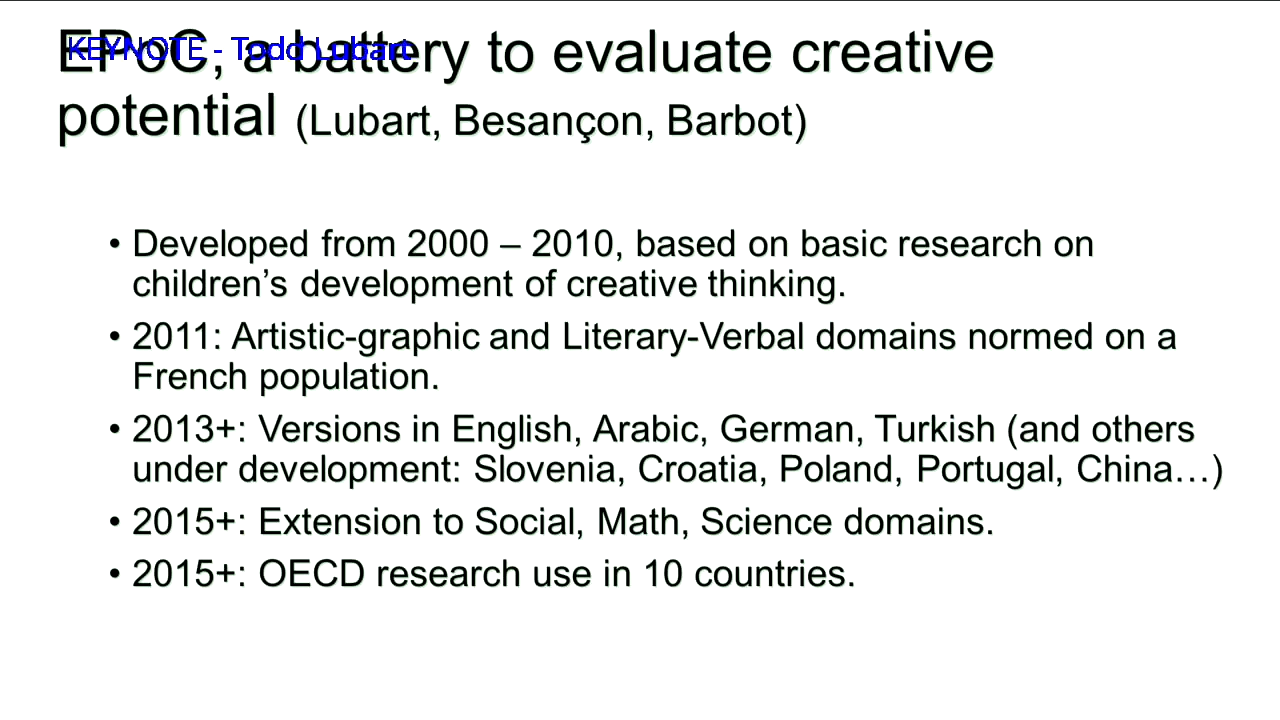 KEYNOTE - Todd Lubart
EPoC, a battery to evaluate creative
potential (Lubart, Besançon, Barbot)
• Developed from 2000 – 2010, based on basic research on
children’s development of creative thinking.
• 2011: Artistic-graphic and Literary-Verbal domains normed on a
French population.
• 2013+: Versions in English, Arabic, German, Turkish (and others
under development: Slovenia, Croatia, Poland, Portugal, China…)
• 2015+: Extension to Social, Math, Science domains.
• 2015+: OECD research use in 10 countries.